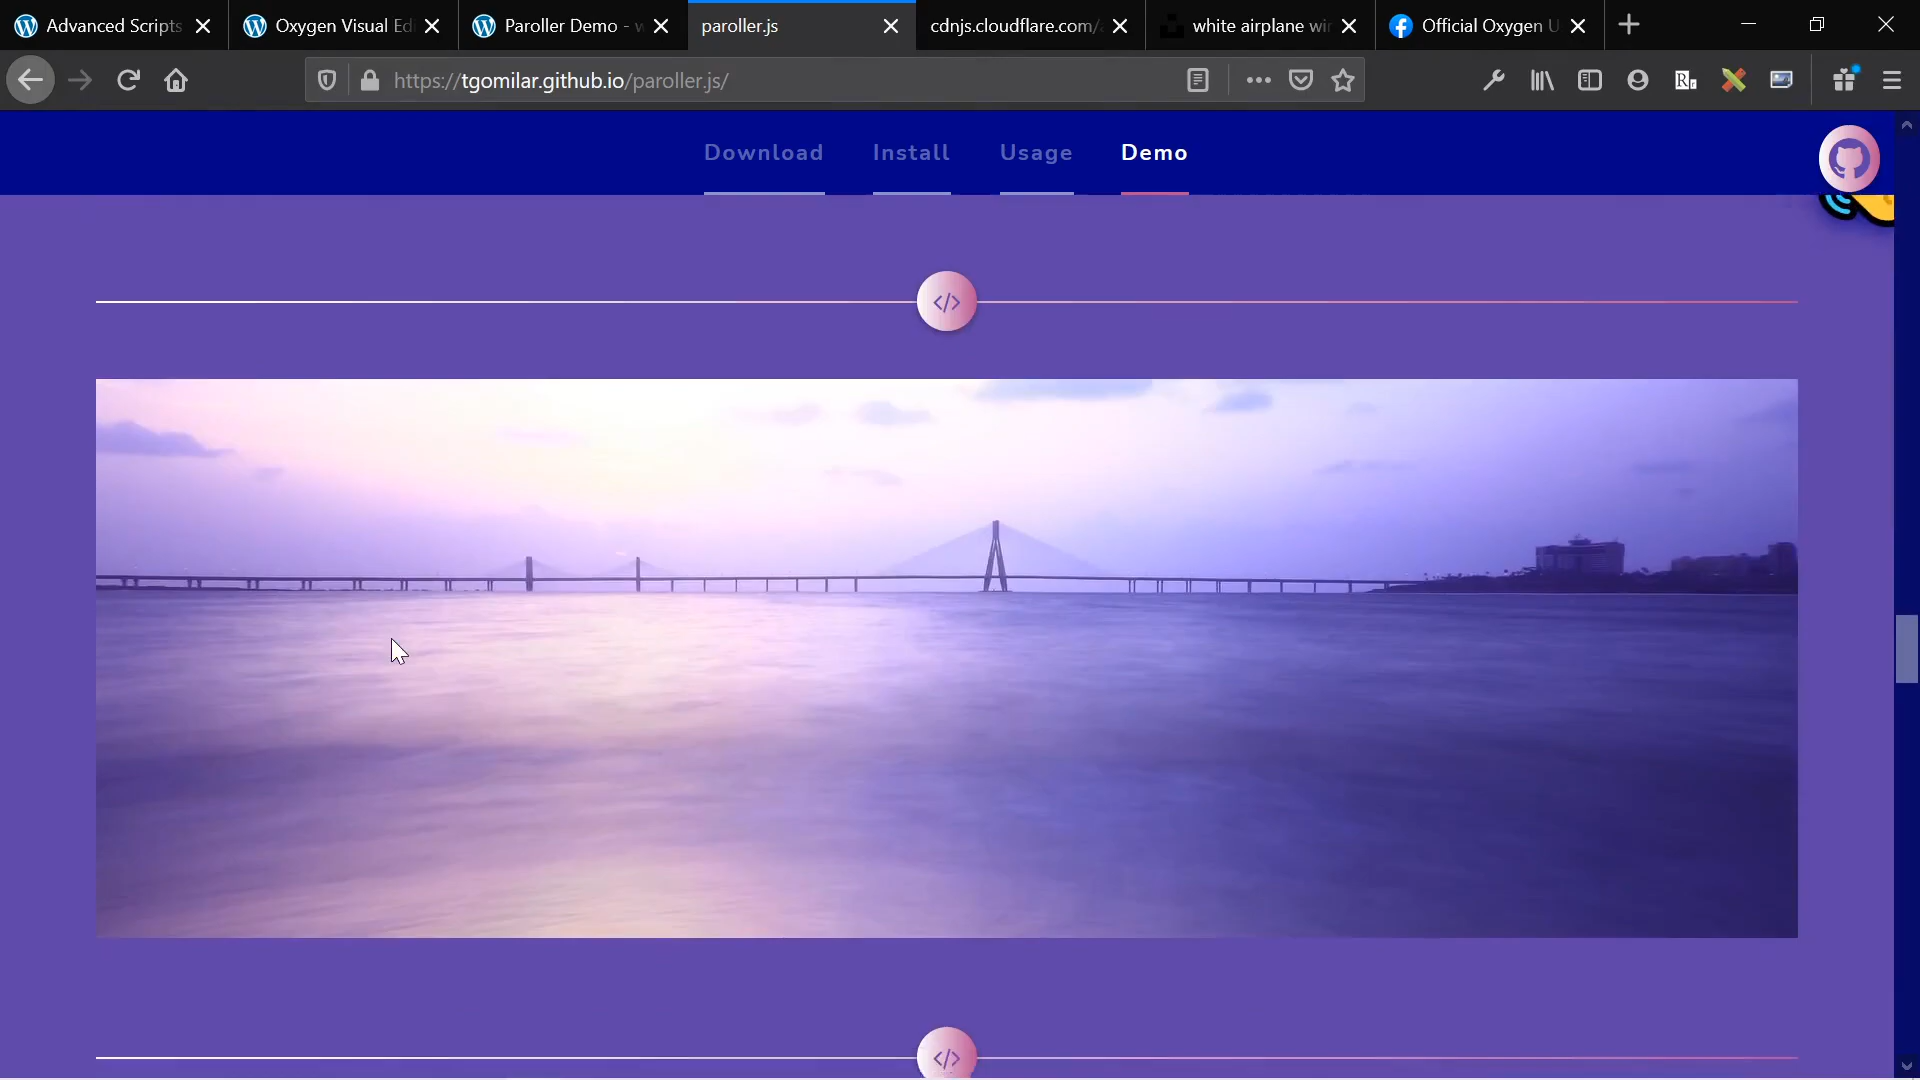 Advanced Scripts
Oxygen Visual Edi
Paroller Demo - w
paroller.js
cdnjs.cloudflare.com/
white airplane wi
Official Oxygen U
https://tgomilar.github.io/paroller.js/
Download
Install
Usage
Demo